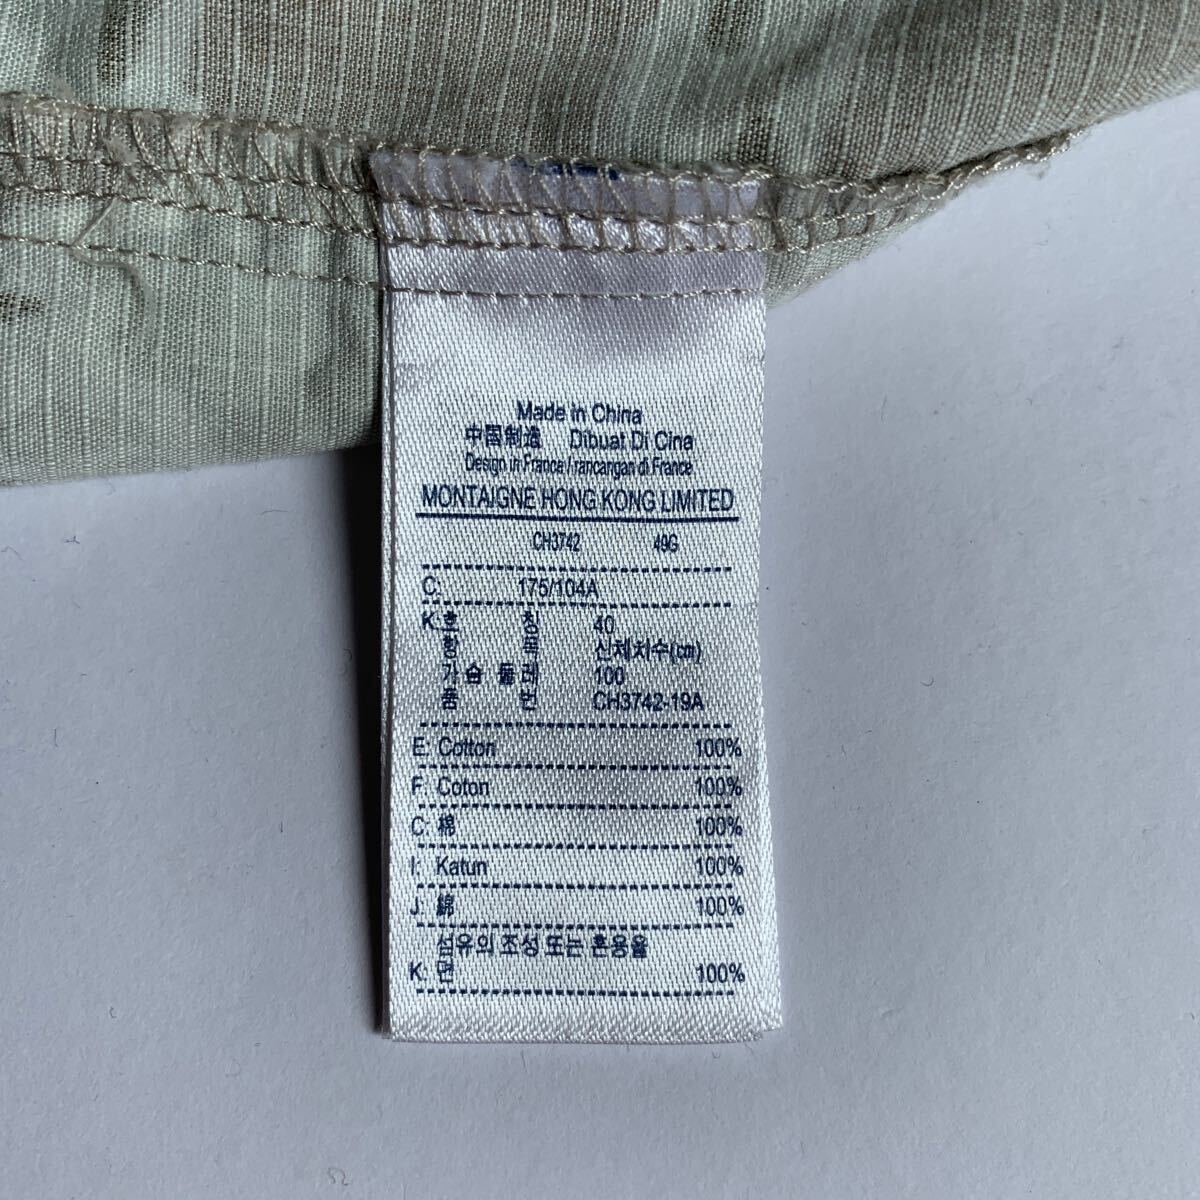 Made in China
中国制造 Dibuat Di Cina
Design in France / rancangan di France
MONTAIGNE HONG KONG LIMITED
CH3742 49G
C. 175/104A
K. 호 칭 40
항 목 신체치수(㎝)
가슴 둘레 100
품 번 CH3742-19A
E: Cotton 100%
F: Coton 100%
C: 棉 100%
I: Katun 100%
J: 綿 100%
섬유의 조성 또는 혼용율
K: 면 100%